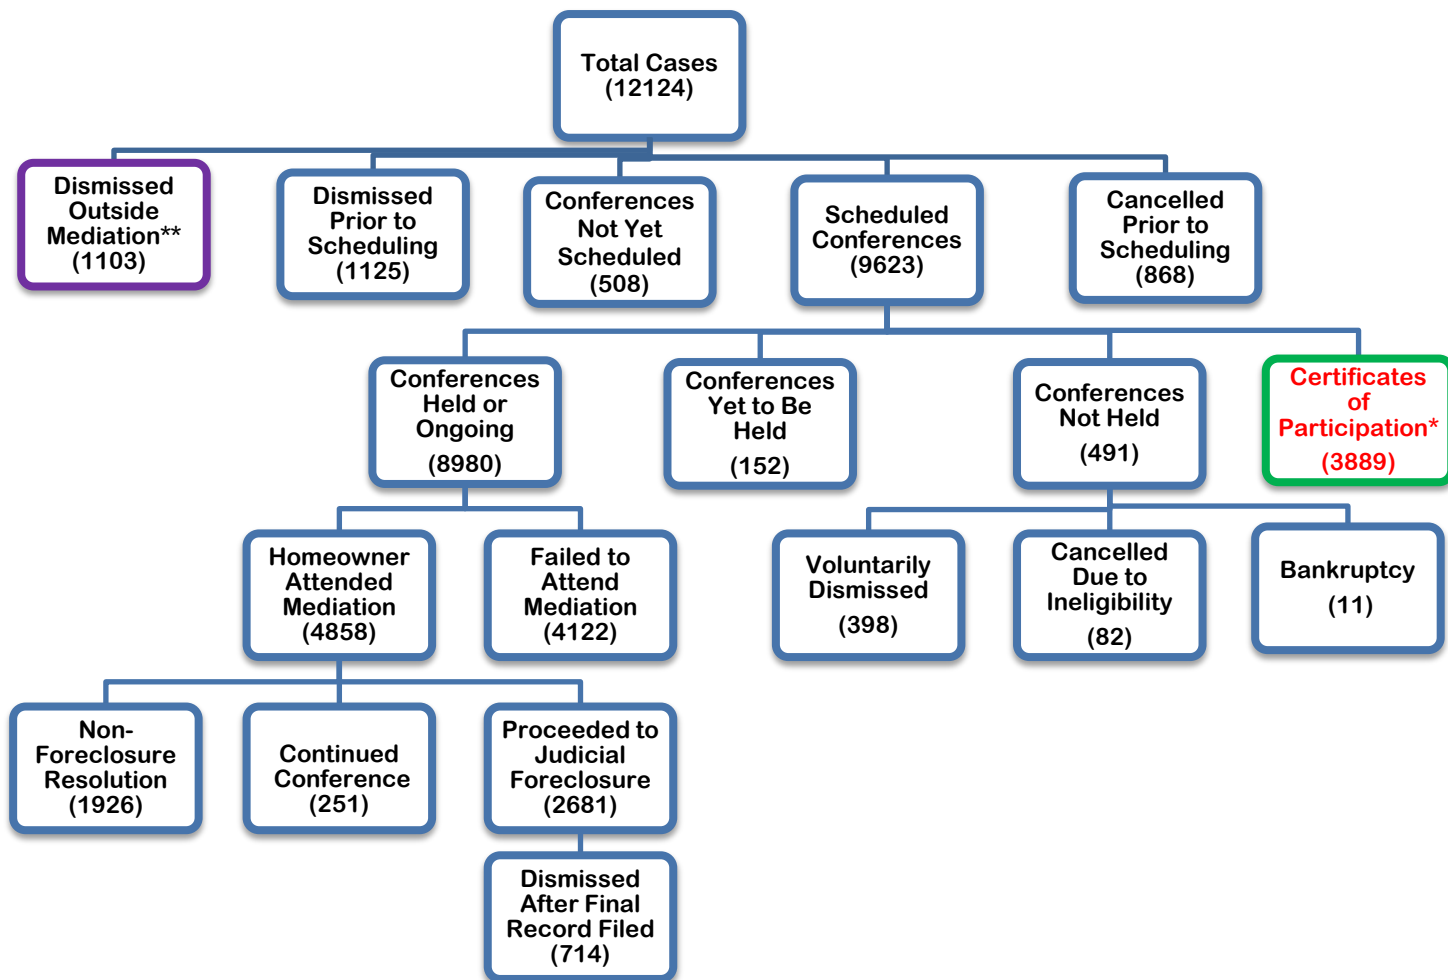 Total Cases
(12124)
Dismissed
Outside
Mediation**
(1103)
Dismissed
Prior to
Scheduling
(1125)
Conferences
Not Yet
Scheduled
(508)
Scheduled
Conferences
(9623)
Cancelled
Prior to
Scheduling
(868)
Conferences
Held or
Ongoing
(8980)
Conferences
Yet to Be
Held
(152)
Conferences
Not Held
(491)
Certificates
of
Participation*
(3889)
Homeowner
Attended
Mediation
(4858)
Failed to
Attend
Mediation
(4122)
Voluntarily
Dismissed
(398)
Cancelled
Due to
Ineligibility
(82)
Bankruptcy
(11)
Non-
Foreclosure
Resolution
(1926)
Continued
Conference
(251)
Proceeded to
Judicial
Foreclosure
(2681)
Dismissed
After Final
Record Filed
(714)